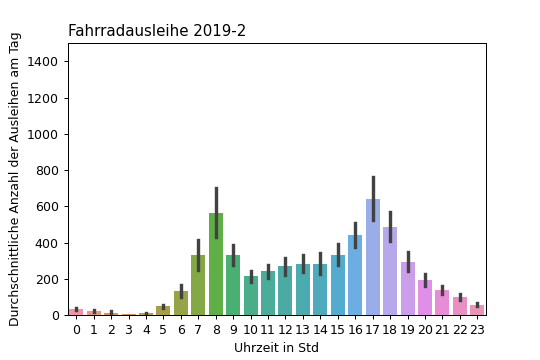 Fahrradausleihe 2019-2
Durchschnittliche Anzahl der Ausleihen am Tag
1400
1200
1000
800
600
400
200
0
0 1 2 3 4 5 6 7 8 9 10 11 12 13 14 15 16 17 18 19 20 21 22 23
Uhrzeit in Std